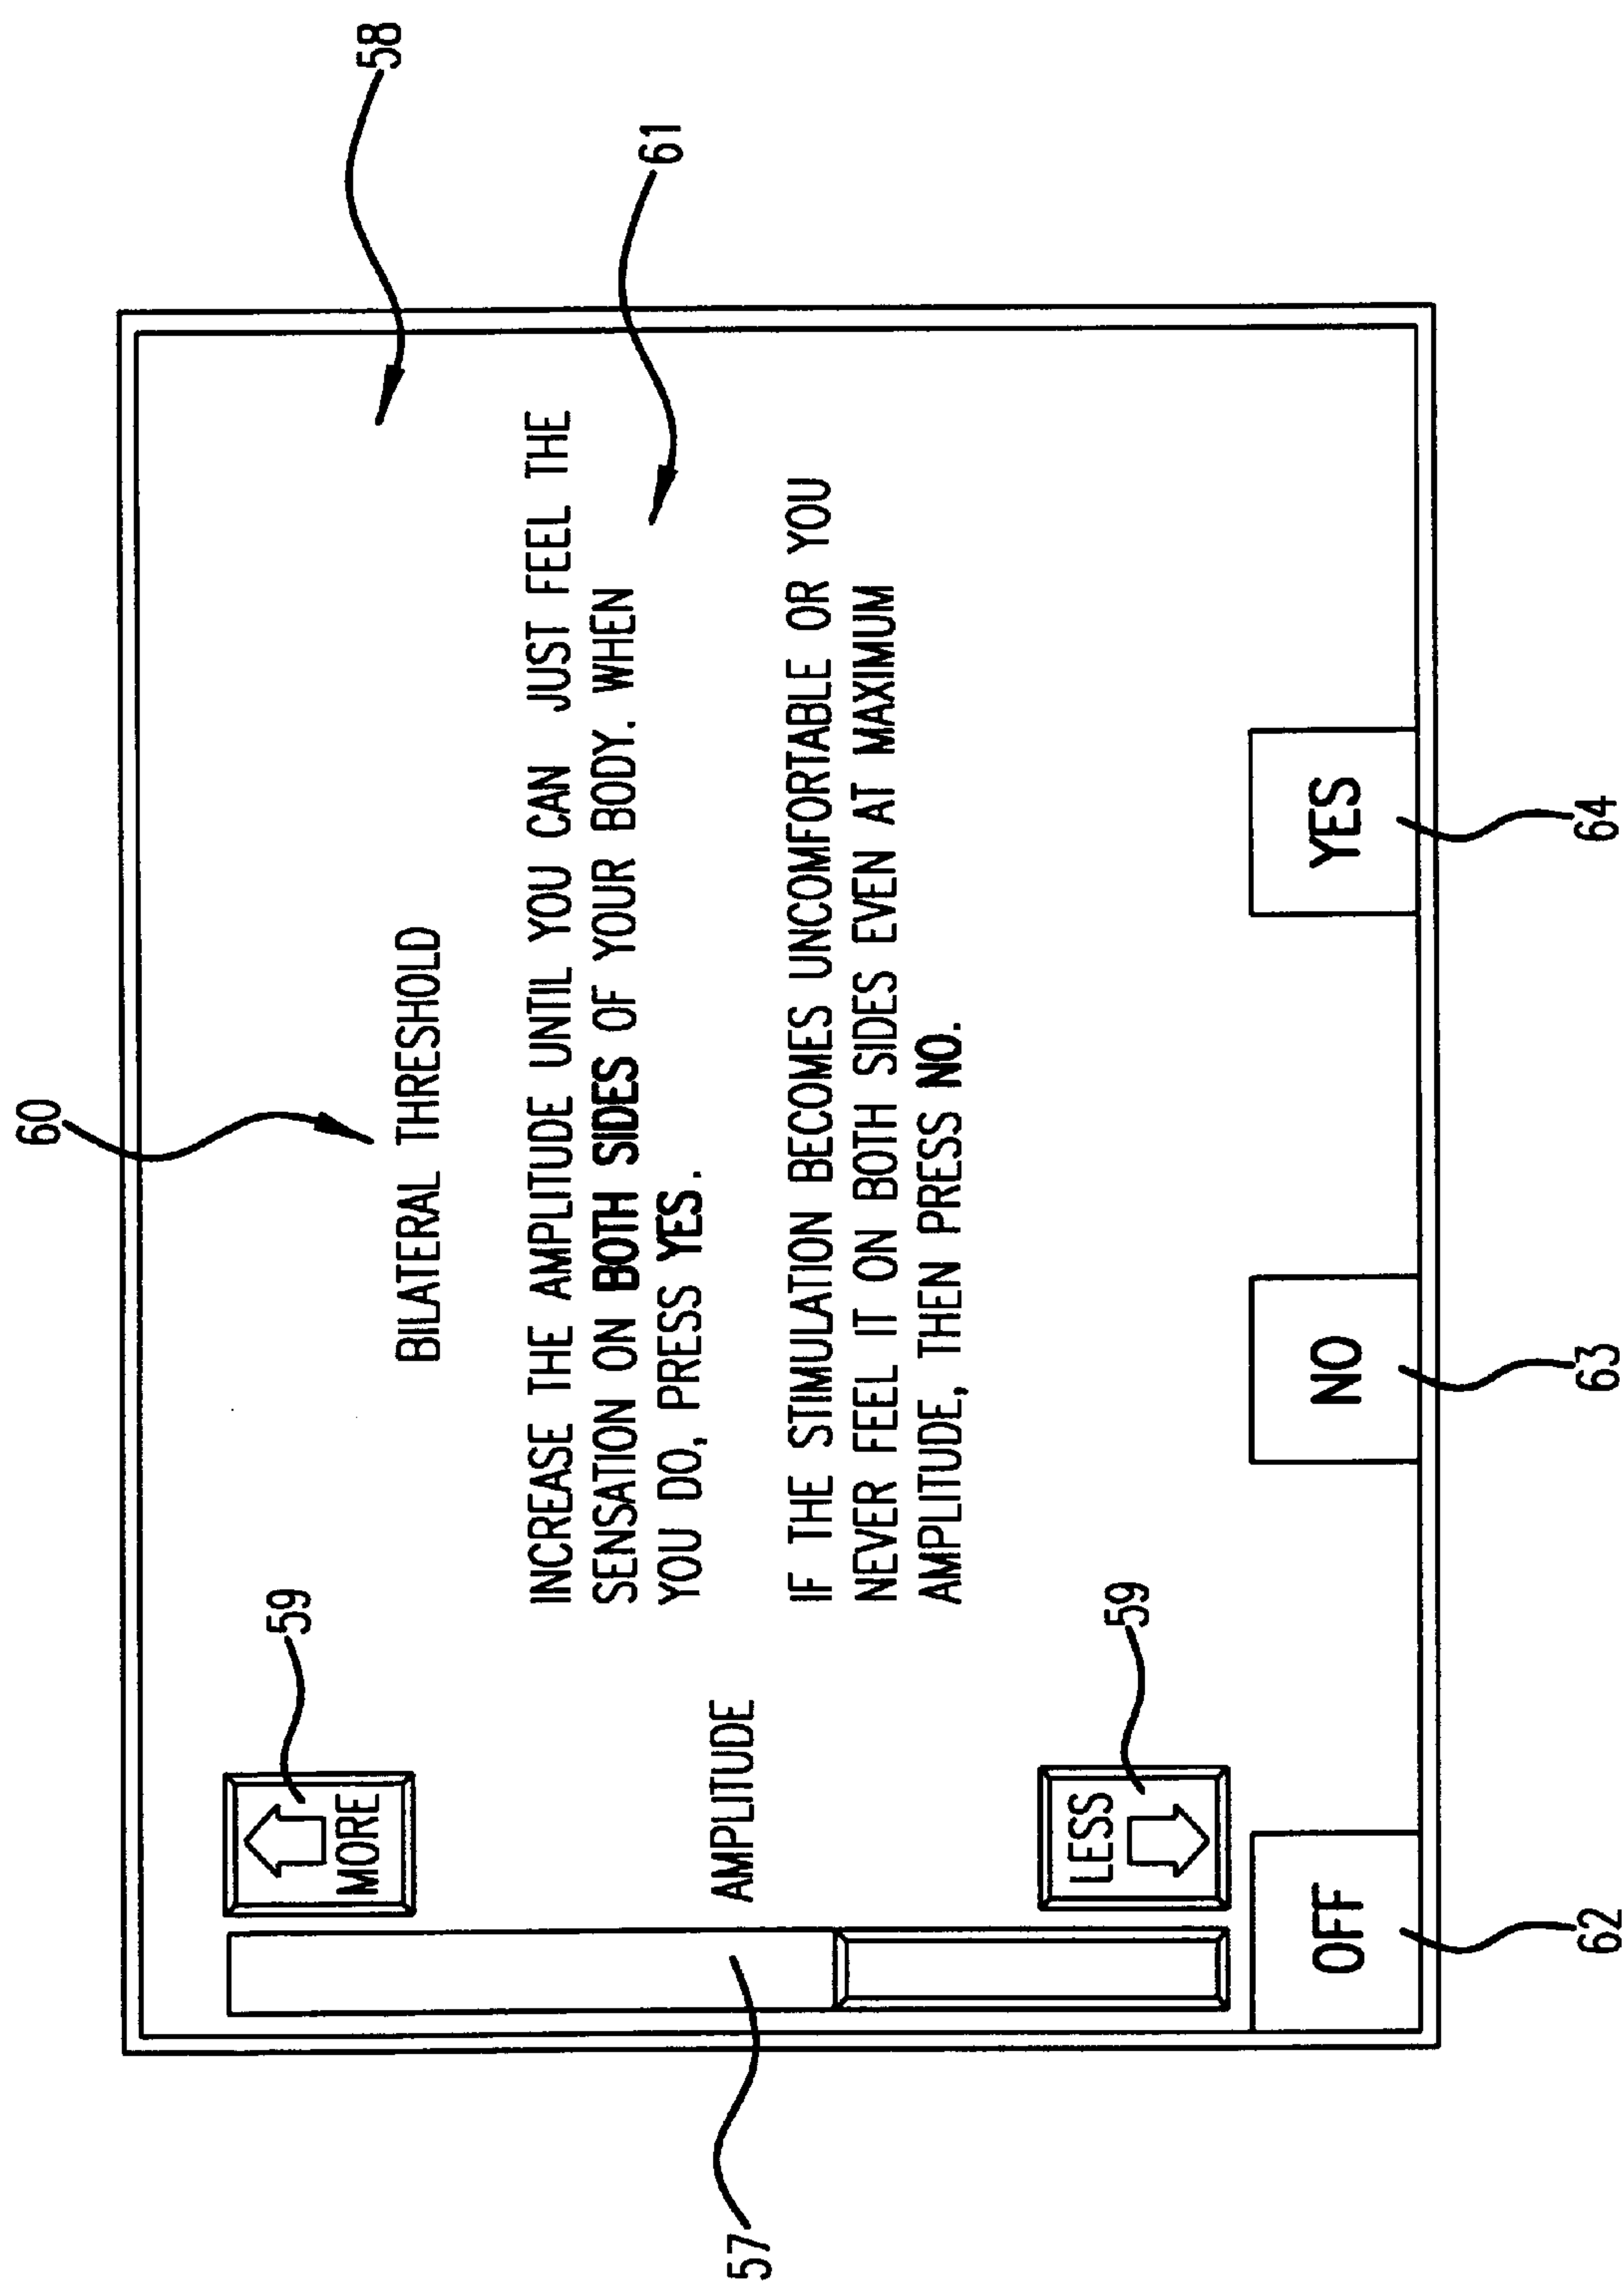 60
58
61
BILATERAL THRESHOLD
59
MORE
INCREASE THE AMPLITUDE UNTIL YOU CAN JUST FEEL THE
SENSATION ON BOTH SIDES OF YOUR BODY. WHEN
YOU DO, PRESS YES.
57
AMPLITUDE
IF THE STIMULATION BECOMES UNCOMFORTABLE OR YOU
NEVER FEEL IT ON BOTH SIDES EVEN AT MAXIMUM
AMPLITUDE, THEN PRESS NO.
59
LESS
OFF
NO
YES
62
63
64